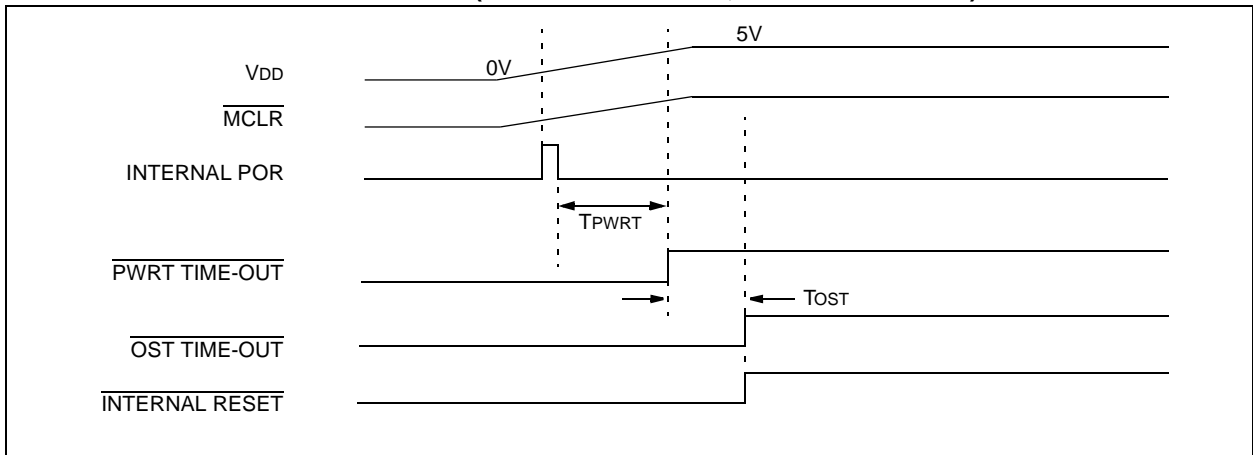 5V
VDD
0V
MCLR
INTERNAL POR
TPWRT
PWRT TIME-OUT
TOST
OST TIME-OUT
INTERNAL RESET